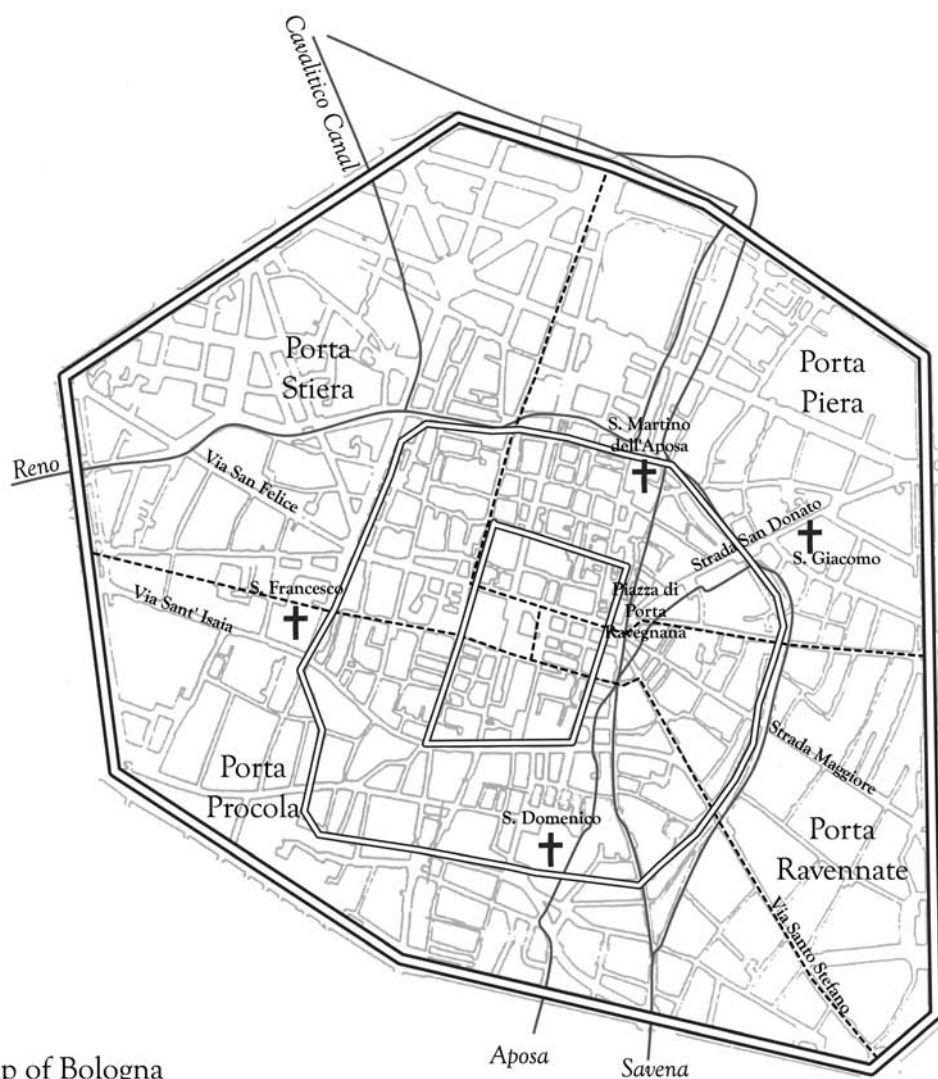 Cavalitico Canal
Porta
Stiera
Porta
Piera
S. Martino
dell'Aposa
Reno
Via San Felice
Strada San Donato
S. Giacomo
S. Francesco
Via Sant' Isaia
Piazza di
Porta
Ravegnana
Strada Maggiore
Porta
Procola
S. Domenico
Porta
Ravennate
Via Santo Stefano
Aposa
Savena
of Bologna